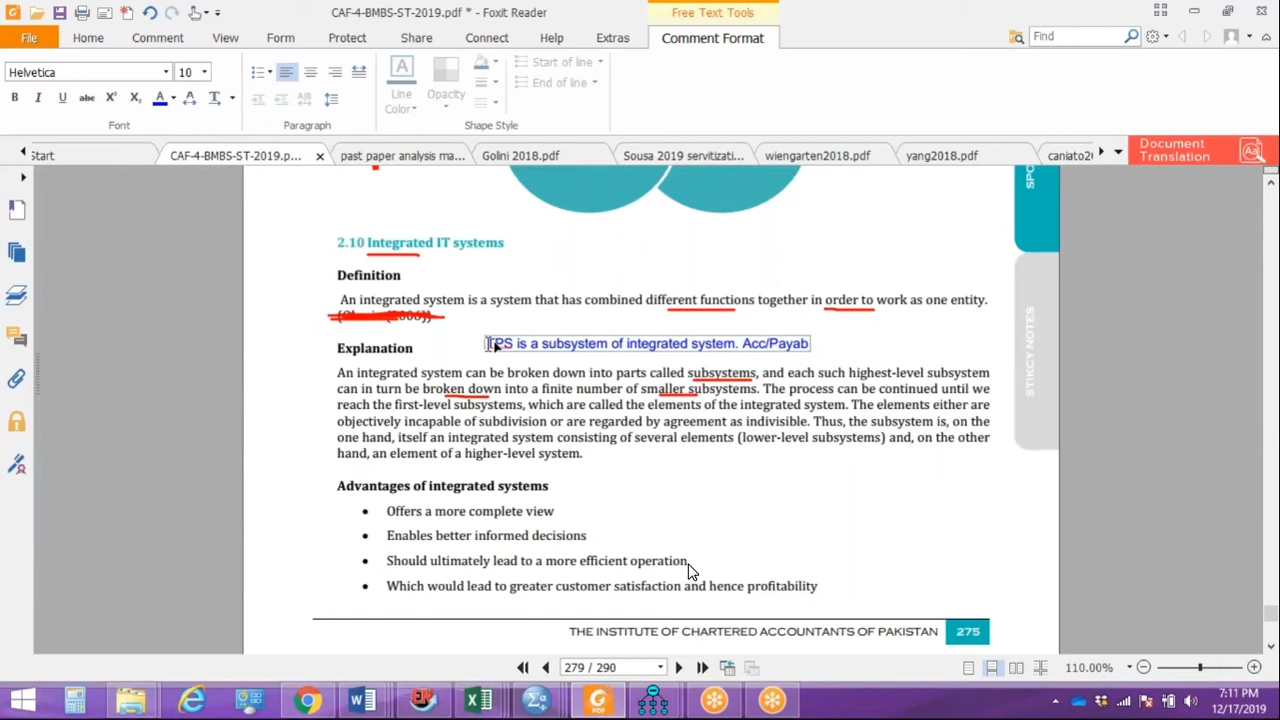 CAF-4-BMBS-ST-2019.pdf * - Foxit Reader
Free Text Tools
File Home Comment View Form Protect Share Connect Help Extras Comment Format
Find
Helvetica 10
Line Color
Opacity
Start of line
End of line
B I U abc X² X₂ A A T
Font Paragraph Shape Style
Start CAF-4-BMBS-ST-2019.p... past paper analysis ma... Golini 2018.pdf Sousa 2019 servitizati... wiengarten2018.pdf yang2018.pdf caniato2
Document Translation
SPO
2.10 Integrated IT systems
Definition
An integrated system is a system that has combined different functions together in order to work as one entity.
TPS is a subsystem of integrated system. Acc/Payab
Explanation
An integrated system can be broken down into parts called subsystems, and each such highest-level subsystem
can in turn be broken down into a finite number of smaller subsystems. The process can be continued until we
reach the first-level subsystems, which are called the elements of the integrated system. The elements either are
objectively incapable of subdivision or are regarded by agreement as indivisible. Thus, the subsystem is, on the
one hand, itself an integrated system consisting of several elements (lower-level subsystems) and, on the other
hand, an element of a higher-level system.
STICKY NOTES
Advantages of integrated systems
• Offers a more complete view
• Enables better informed decisions
• Should ultimately lead to a more efficient operation
• Which would lead to greater customer satisfaction and hence profitability
THE INSTITUTE OF CHARTERED ACCOUNTANTS OF PAKISTAN 275
279 / 290
110.00%
7:11 PM
12/17/2019